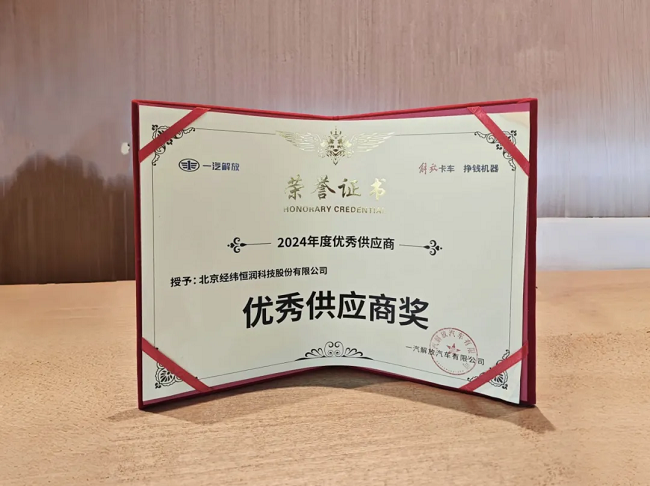 一汽解放
解放卡车 挣钱机器
荣誉证书
HONORARY CREDENTIAL
2024年度优秀供应商
授予：北京经纬恒润科技股份有限公司
优秀供应商奖
一汽解放汽车有限公司